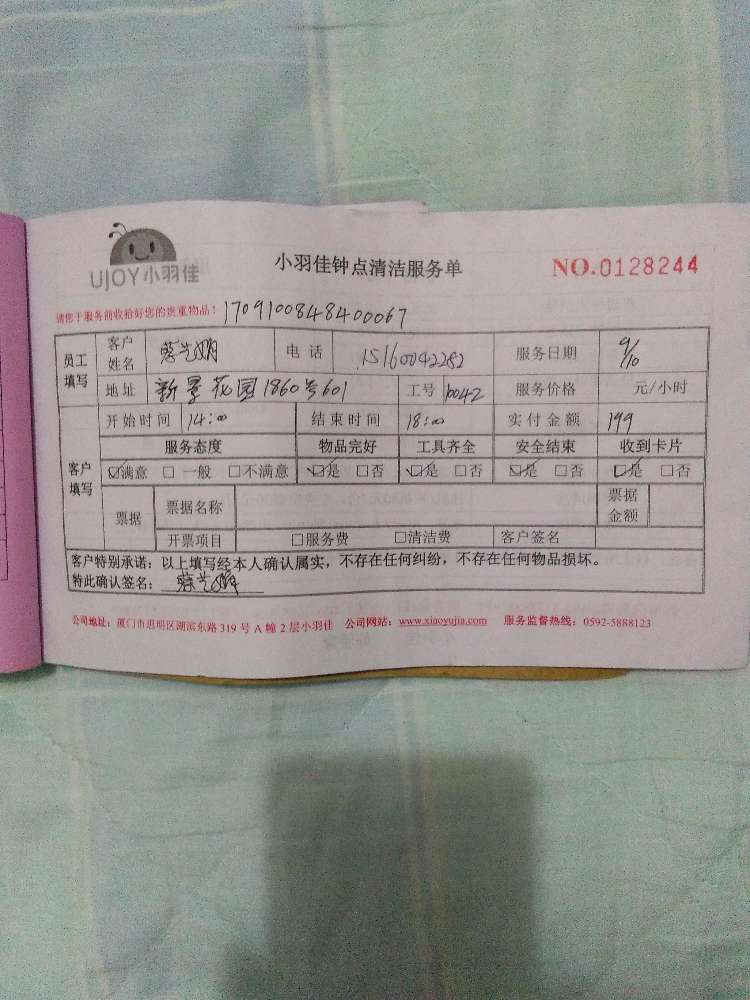 UJOY小羽佳
小羽佳钟点清洁服务单
NO.0128244
请您于服务前收拾好您的贵重物品！ 1709100848400067
员工填写 客户姓名 蔡艺鹏 电话 15160042282 服务日期 9/10
地址 新景花园1860号601 工号 10042 服务价格 元/小时
客户填写 开始时间 14:00 结束时间 18:00 实付金额 199
服务态度 物品完好 工具齐全 安全结束 收到卡片
☑满意 □一般 □不满意 ☑是 □否 ☑是 □否 ☑是 □否 ☑是 □否
票据 票据名称 票据金额
开票项目 □服务费 □清洁费 客户签名
客户特别承诺：以上填写经本人确认属实，不存在任何纠纷，不存在任何物品损坏。
特此确认签名：蔡艺鹏
公司地址：厦门市思明区湖滨东路319号A幢2层小羽佳 公司网站：www.xiaoyujia.com 服务监督热线：0592-5888123